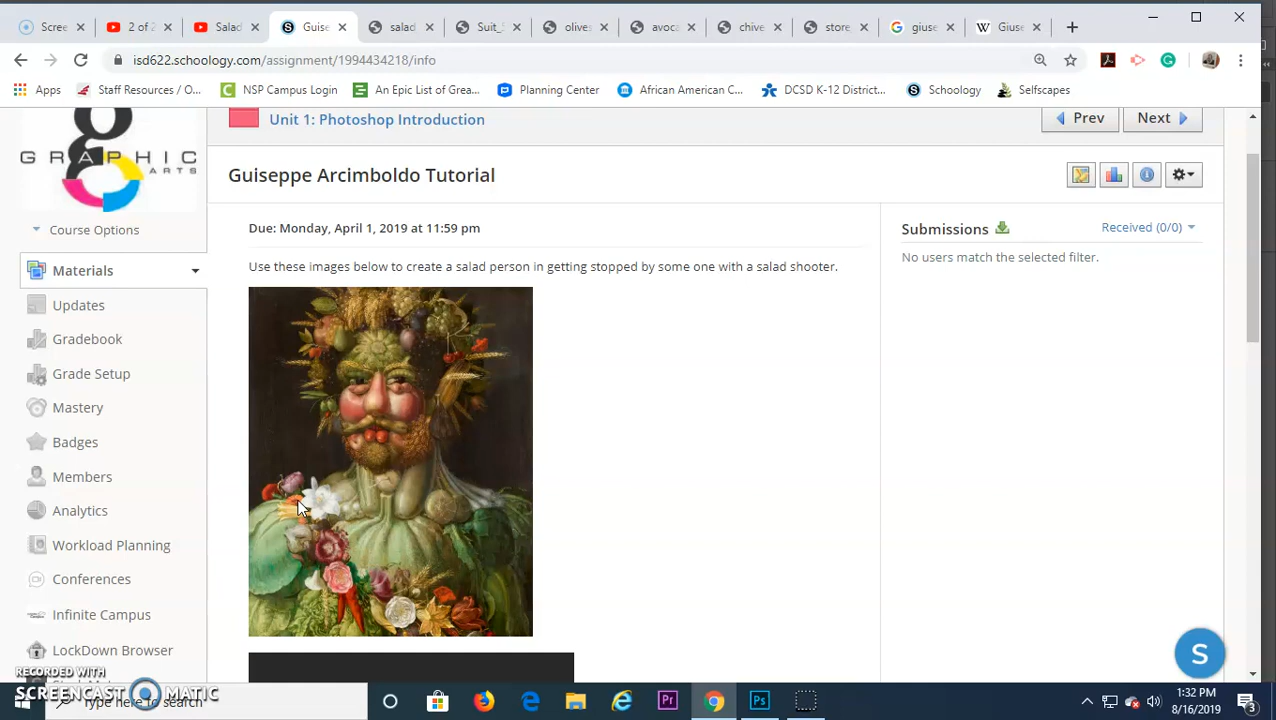 Scree
2 of 2
Salad
Guise
salad
Suit_S
olives
avoca
chive
store
giuse
Giuse
isd622.schoology.com/assignment/1994434218/info
Apps
Staff Resources / O...
NSP Campus Login
An Epic List of Grea...
Planning Center
African American C...
DCSD K-12 District...
Schoology
Selfscapes
GRAPHIC
ARTS
Unit 1: Photoshop Introduction
Prev
Next
Guiseppe Arcimboldo Tutorial
Course Options
Due: Monday, April 1, 2019 at 11:59 pm
Submissions
Received (0/0)
No users match the selected filter.
Use these images below to create a salad person in getting stopped by some one with a salad shooter.
Materials
Updates
Gradebook
Grade Setup
Mastery
Badges
Members
Analytics
Workload Planning
Conferences
Infinite Campus
LockDown Browser
S
RECORDED WITH
SCREENCAST MATIC
Type here to search
Pr
Ps
1:32 PM
8/16/2019
3